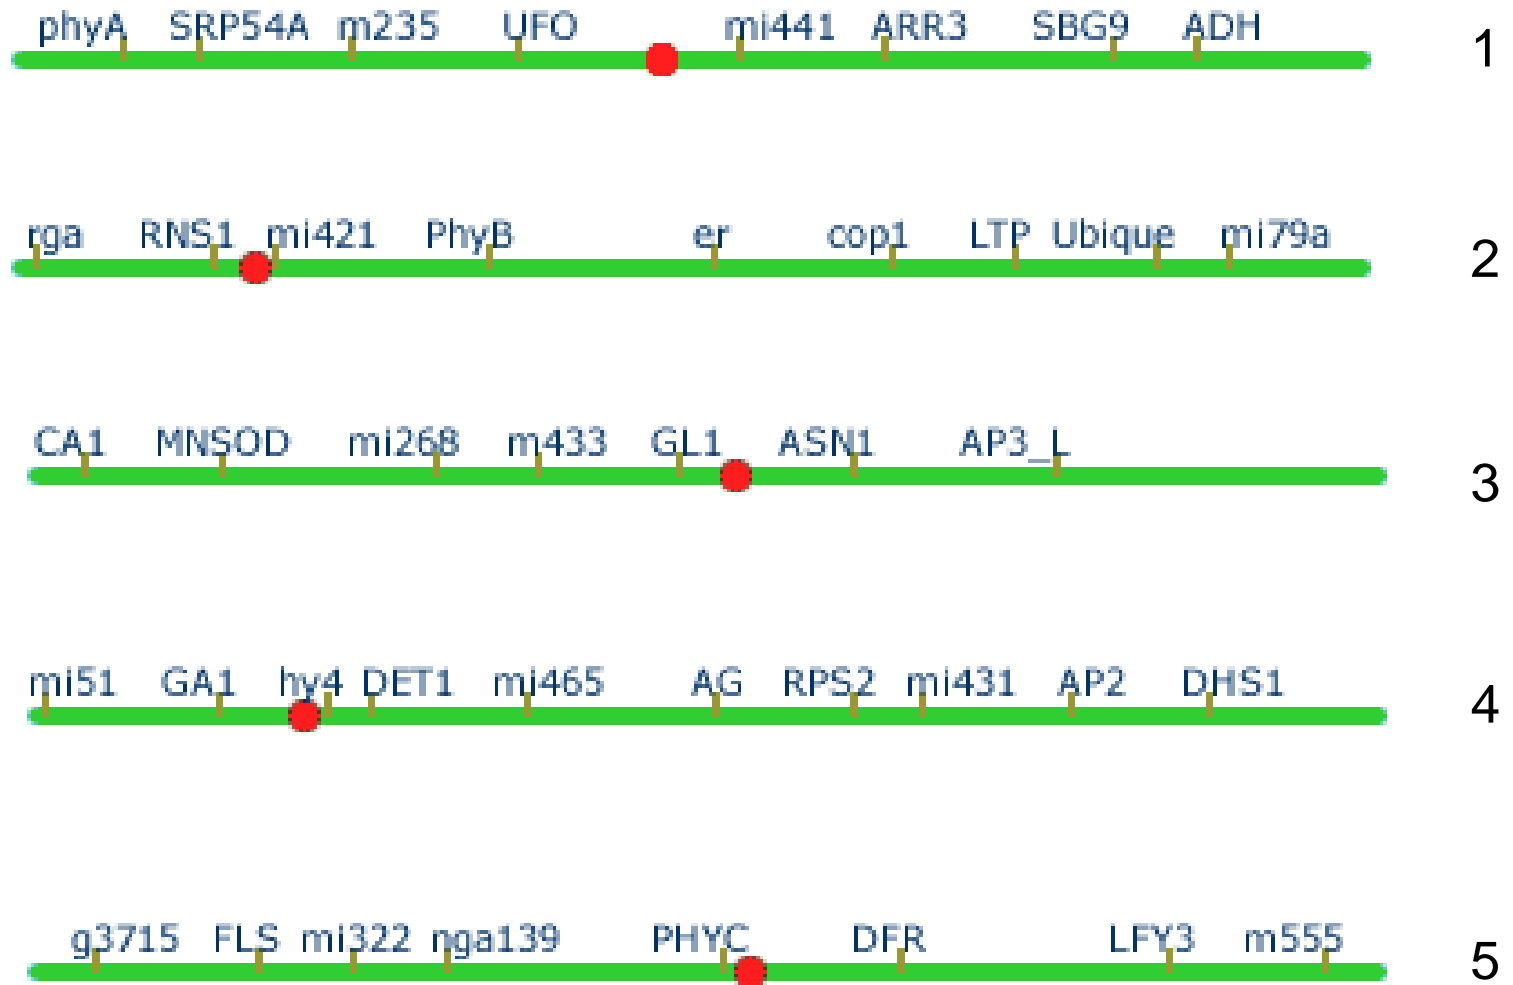 phyA SRP54A m235 UFO mi441 ARR3 SBG9 ADH 1
rga RNS1 mi421 PhyB er cop1 LTP Ubique mi79a 2
CA1 MNSOD mi268 m433 GL1 ASN1 AP3_L 3
mi51 GA1 hy4 DET1 mi465 AG RPS2 mi431 AP2 DHS1 4
g3715 FLS mi322 nga139 PHYC DFR LFY3 m555 5